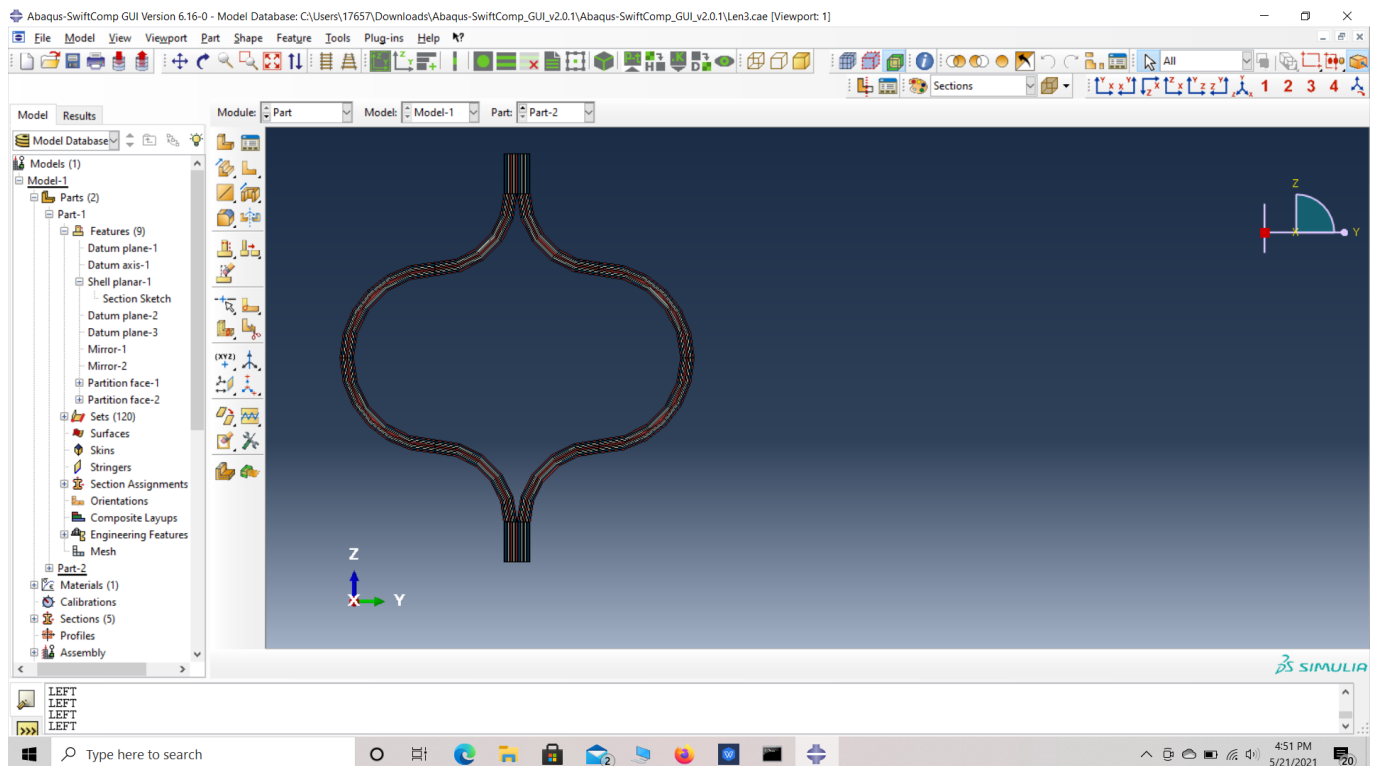 Abaqus-SwiftComp GUI Version 6.16-0 - Model Database: C:\Users\17657\Downloads\Abaqus-SwiftComp_GUI_v2.0.1\Abaqus-SwiftComp_GUI_v2.0.1\Len3.cae [Viewport: 1]
File Model View Viewport Part Shape Feature Tools Plug-ins Help
All
Sections
1 2 3 4
Model Results
Module: Part Model: Model-1 Part: Part-2
Model Database
Models (1)
Model-1
Parts (2)
Part-1
Features (9)
Datum plane-1
Datum axis-1
Shell planar-1
Section Sketch
Datum plane-2
Datum plane-3
Mirror-1
Mirror-2
Partition face-1
Partition face-2
Sets (120)
Surfaces
Skins
Stringers
Section Assignments
Orientations
Composite Layups
Engineering Features
Mesh
Part-2
Materials (1)
Calibrations
Sections (5)
Profiles
Assembly
(XYZ)
Z
X
Y
Z
X
Y
SIMULIA
LEFT
LEFT
LEFT
LEFT
>>>
Type here to search
2
4:51 PM
5/21/2021
20